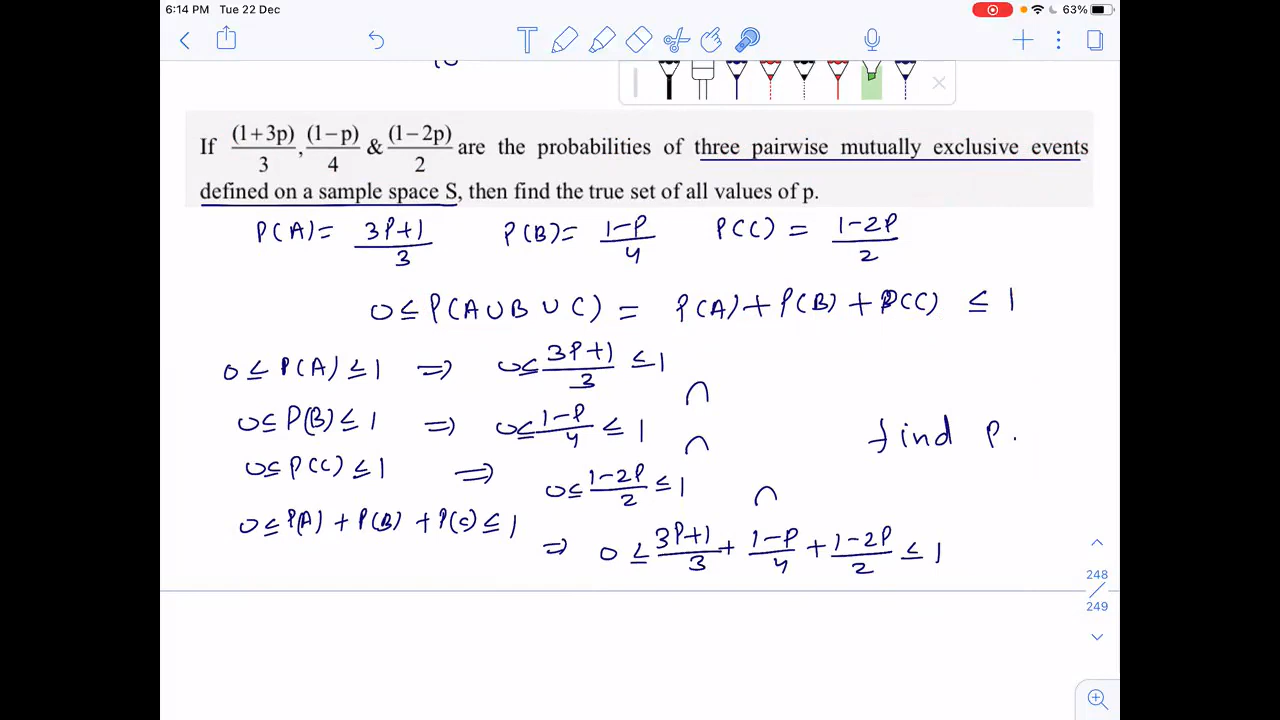 6:14 PM Tue 22 Dec 63%
If (1+3p)/3, (1−p)/4 & (1−2p)/2 are the probabilities of three pairwise mutually exclusive events
defined on a sample space S, then find the true set of all values of p.
P(A) = (3P+1)/3 P(B) = (1−P)/4 P(C) = (1−2P)/2
0 ≤ P(A ∪ B ∪ C) = P(A) + P(B) + P(C) ≤ 1
0 ≤ P(A) ≤ 1 ⇒ 0 ≤ (3P+1)/3 ≤ 1
∩
0 ≤ P(B) ≤ 1 ⇒ 0 ≤ (1−P)/4 ≤ 1 find P.
∩
0 ≤ P(C) ≤ 1 ⇒ 0 ≤ (1−2P)/2 ≤ 1
∩
0 ≤ P(A) + P(B) + P(C) ≤ 1 ⇒ 0 ≤ (3P+1)/3 + (1−P)/4 + (1−2P)/2 ≤ 1
248
249